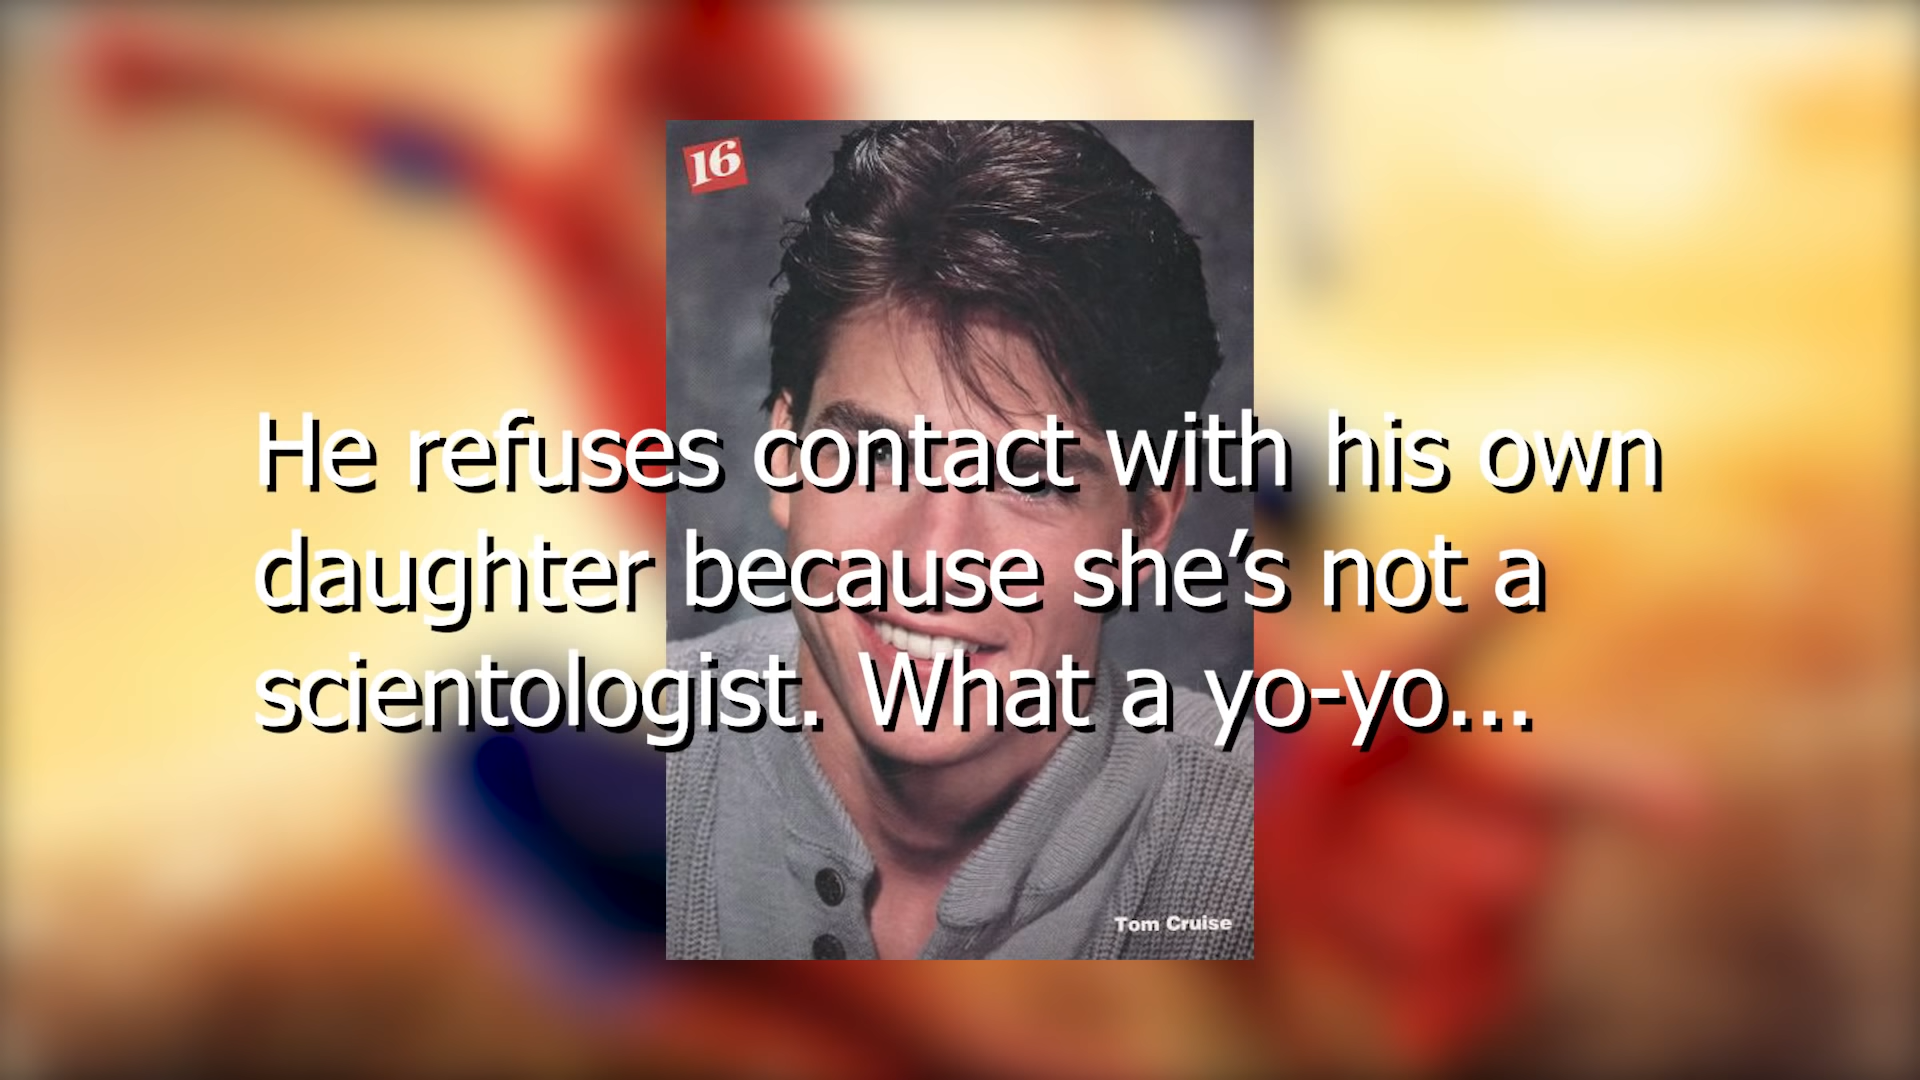 16
He refuses contact with his own
daughter because she’s not a
scientologist. What a yo-yo...
Tom Cruise